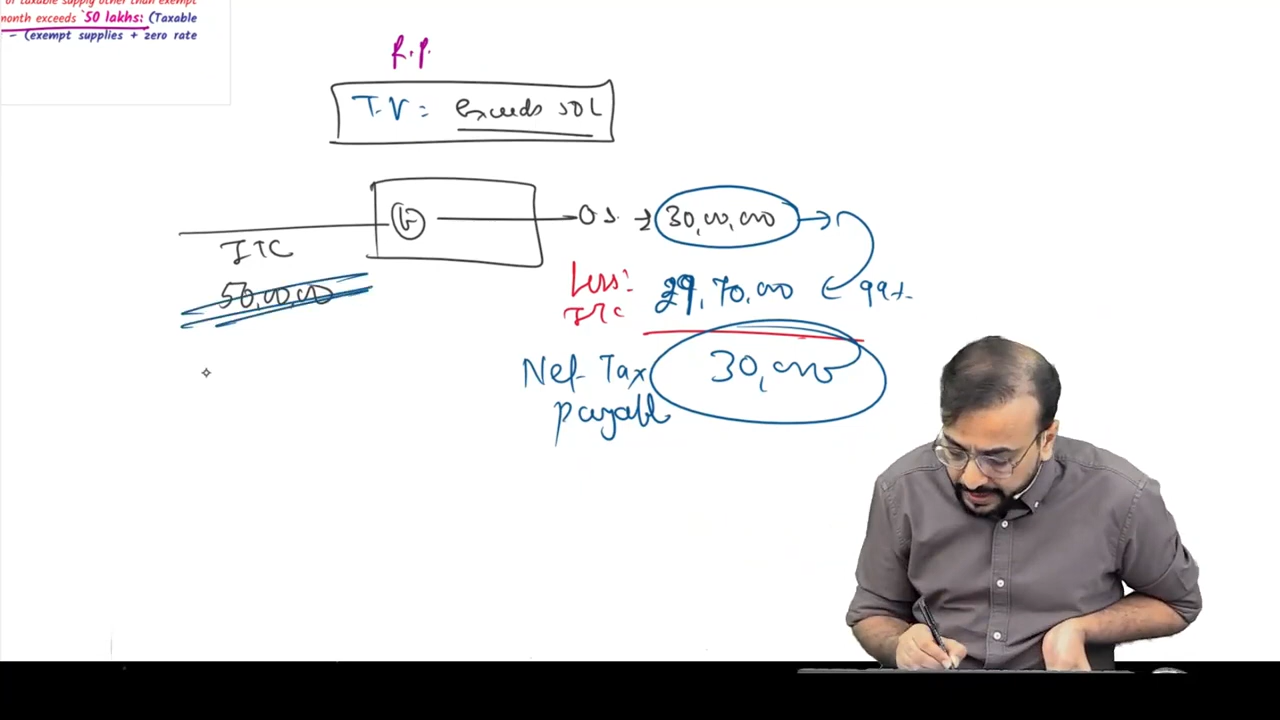 of taxable supply other than exempt
month exceeds `50 lakhs: (Taxable
- (exempt supplies + zero rate
R.P.
T.V = exceeds 50L
ITC
50,00,000
O.S → 30,00,000
Less:
ITC
29,70,000
99%
Net Tax
payable
30,000